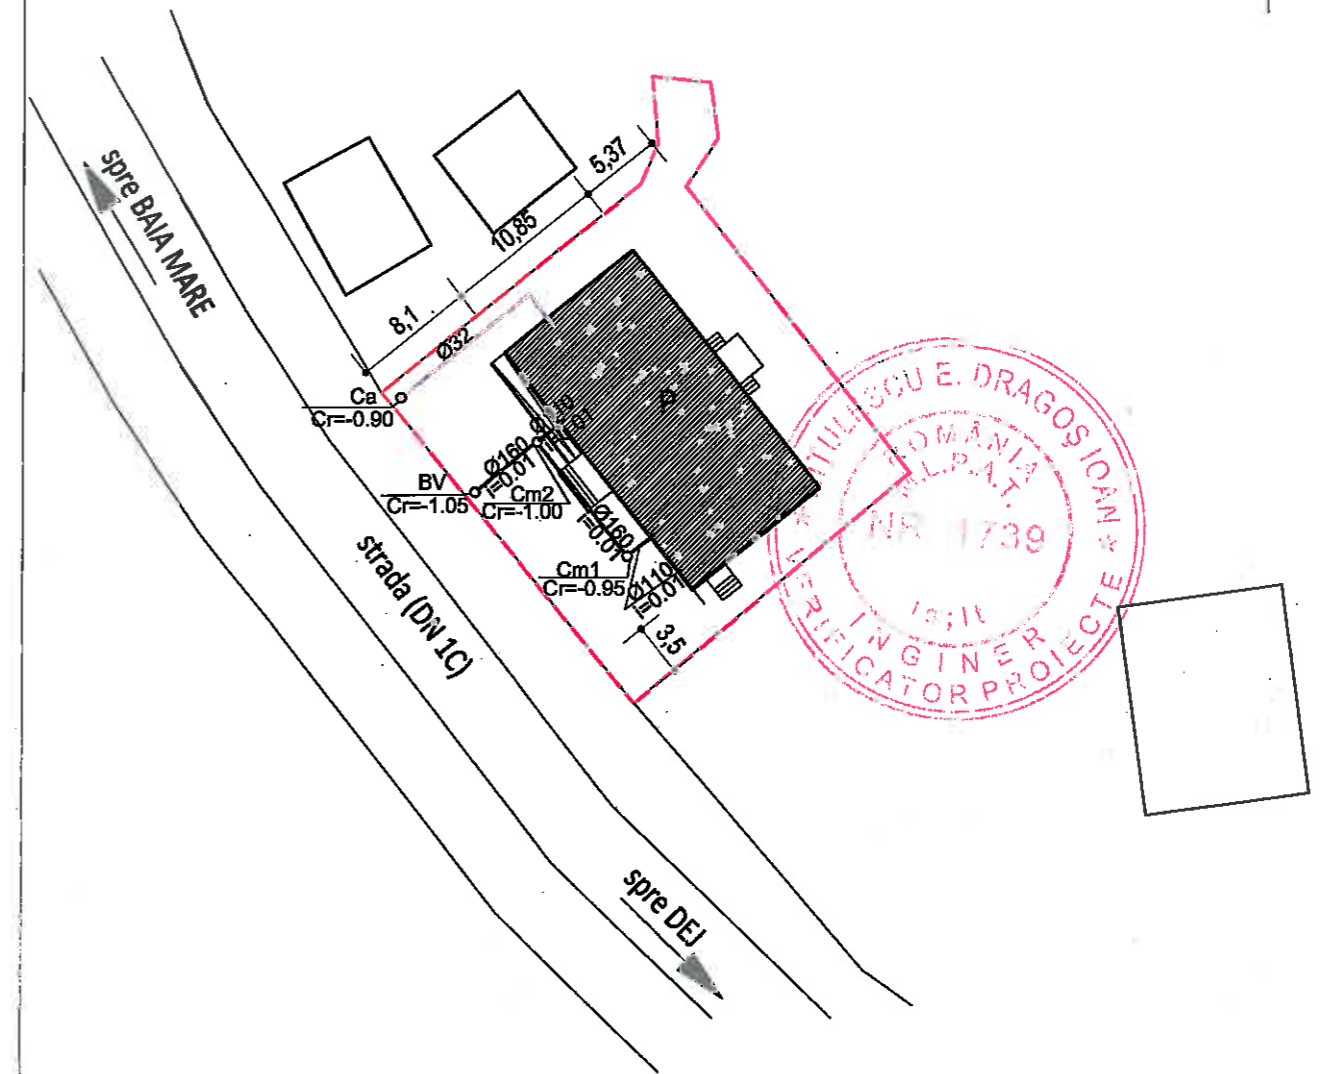 spre BAIA MARE
5,37
10,85
8,1
Ø32
Ca
Cr=-0.90
P
Ø160
i=0.01
BV
Cr=-1.05
Cm2
Cr=-1.00
Ø160
i=0.01
Cm1
Cr=-0.95
Ø110
i=0.01
3,5
strada (DN 1C)
spre DEJ
E. DRAGOȘ IOAN
ROMÂNIA
M.L.P.A.T.
NR. 1739
INGINER
VERIFICATOR PROIECTE